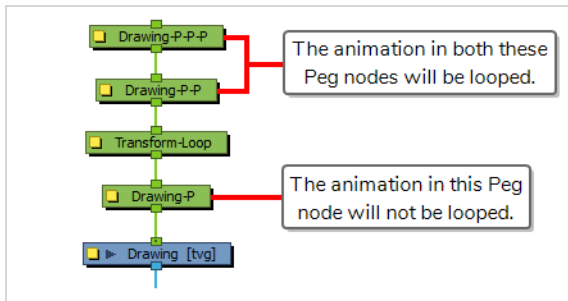 Drawing-P-P-P
The animation in both these
Peg nodes will be looped.
Drawing-P-P
Transform-Loop
Drawing-P
The animation in this Peg
node will not be looped.
Drawing [tvg]